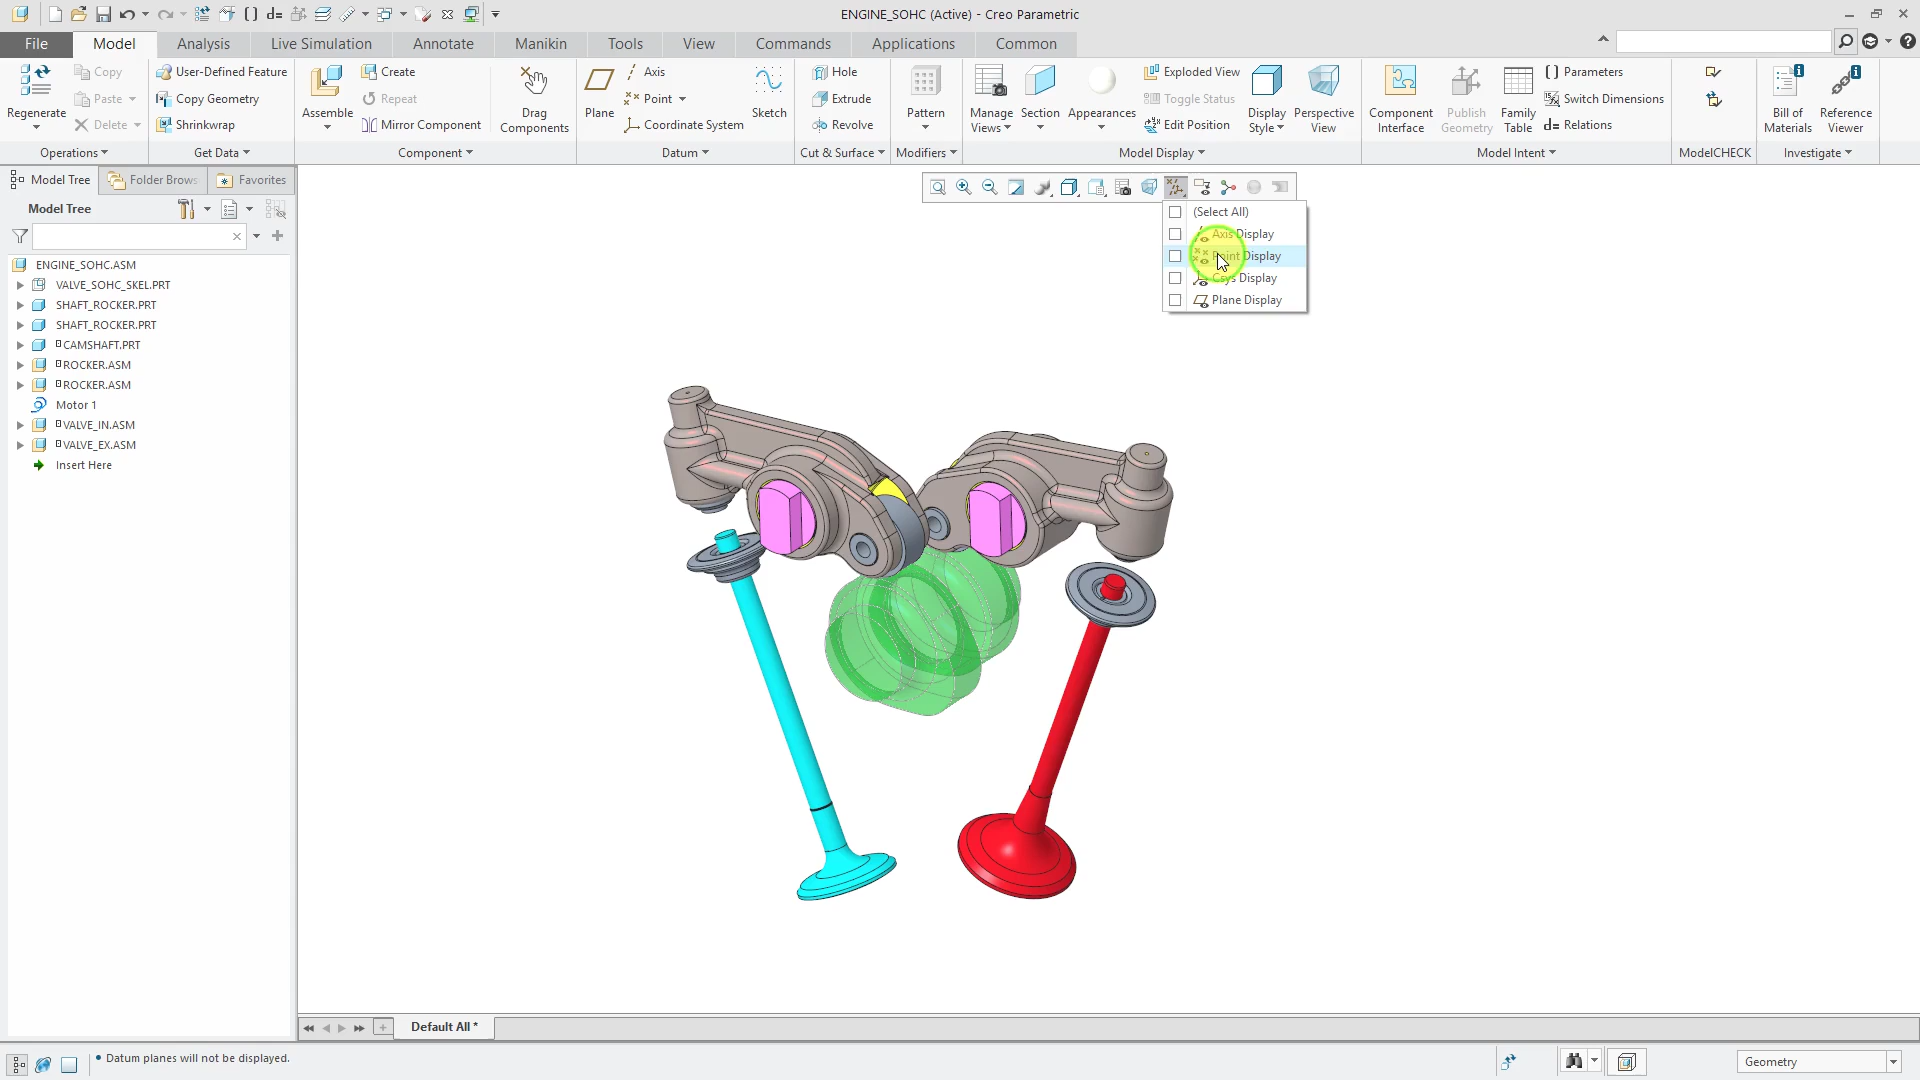 ENGINE_SOHC (Active) - Creo Parametric
File Model Analysis Live Simulation Annotate Manikin Tools View Commands Applications Common
Regenerate
Copy
Paste
Delete
Operations
User-Defined Feature
Copy Geometry
Shrinkwrap
Get Data
Assemble
Create
Repeat
Mirror Component
Drag
Components
Component
Plane
Axis
Point
Coordinate System
Sketch
Datum
Hole
Extrude
Revolve
Cut & Surface
Pattern
Modifiers
Manage
Views
Section
Appearances
Exploded View
Toggle Status
Edit Position
Display
Style
Perspective
View
Model Display
Component
Interface
Publish
Geometry
Family
Table
Parameters
Switch Dimensions
d= Relations
Model Intent
ModelCHECK
Bill of
Materials
Reference
Viewer
Investigate
Model Tree
Folder Brows
Favorites
Model Tree
ENGINE_SOHC.ASM
VALVE_SOHC_SKEL.PRT
SHAFT_ROCKER.PRT
SHAFT_ROCKER.PRT
CAMSHAFT.PRT
ROCKER.ASM
ROCKER.ASM
Motor 1
VALVE_IN.ASM
VALVE_EX.ASM
Insert Here
(Select All)
Axis Display
Point Display
Csys Display
Plane Display
Default All *
• Datum planes will not be displayed.
Geometry